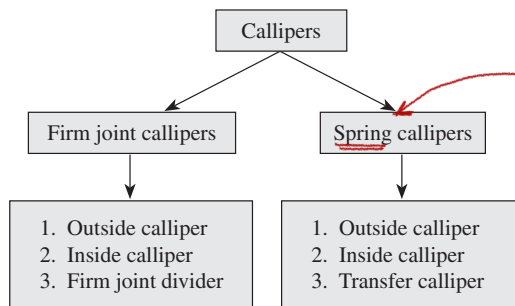 Callipers
Firm joint callipers
Spring callipers
1. Outside calliper
2. Inside calliper
3. Firm joint divider
1. Outside calliper
2. Inside calliper
3. Transfer calliper